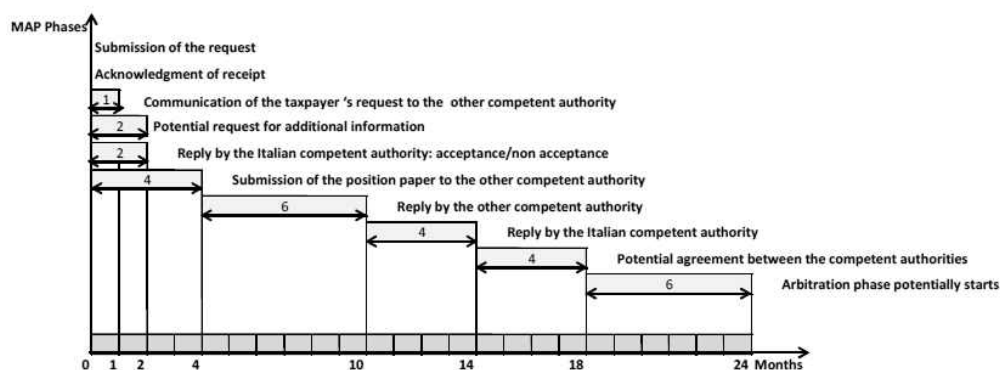 MAP Phases
Submission of the request
Acknowledgment of receipt
1 Communication of the taxpayer 's request to the other competent authority
2 Potential request for additional information
2 Reply by the Italian competent authority: acceptance/non acceptance
4 Submission of the position paper to the other competent authority
6 Reply by the other competent authority
4 Reply by the Italian competent authority
4 Potential agreement between the competent authorities
6 Arbitration phase potentially starts
0 1 2 4 10 14 18 24 Months